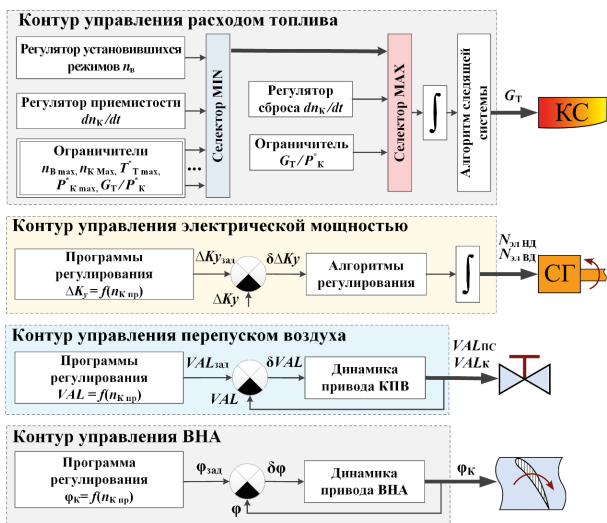 Контур управления расходом топлива
Регулятор установившихся
режимов nв
Регулятор приемистости
dnК/dt
Ограничители
nВ max, nК Max, T*Т max,
P*К max, GТ/P*К
...
Селектор MIN
Регулятор
сброса dnК/dt
Ограничитель
GТ/P*К
Селектор MAX
∫
Алгоритм следящей
системы
GТ
КС
Контур управления электрической мощностью
Программы
регулирования
ΔKу = f(nК пр)
ΔKузад
δΔKу
ΔKу
Алгоритмы
регулирования
∫
Nэл НД
Nэл ВД
СГ
Контур управления перепуском воздуха
Программы
регулирования
VAL = f(nК пр)
VALзад
δVAL
VAL
Динамика
привода КПВ
VALПС
VALК
Контур управления ВНА
Программа
регулирования
φК= f(nК пр)
φзад
δφ
φ
Динамика
привода ВНА
φК